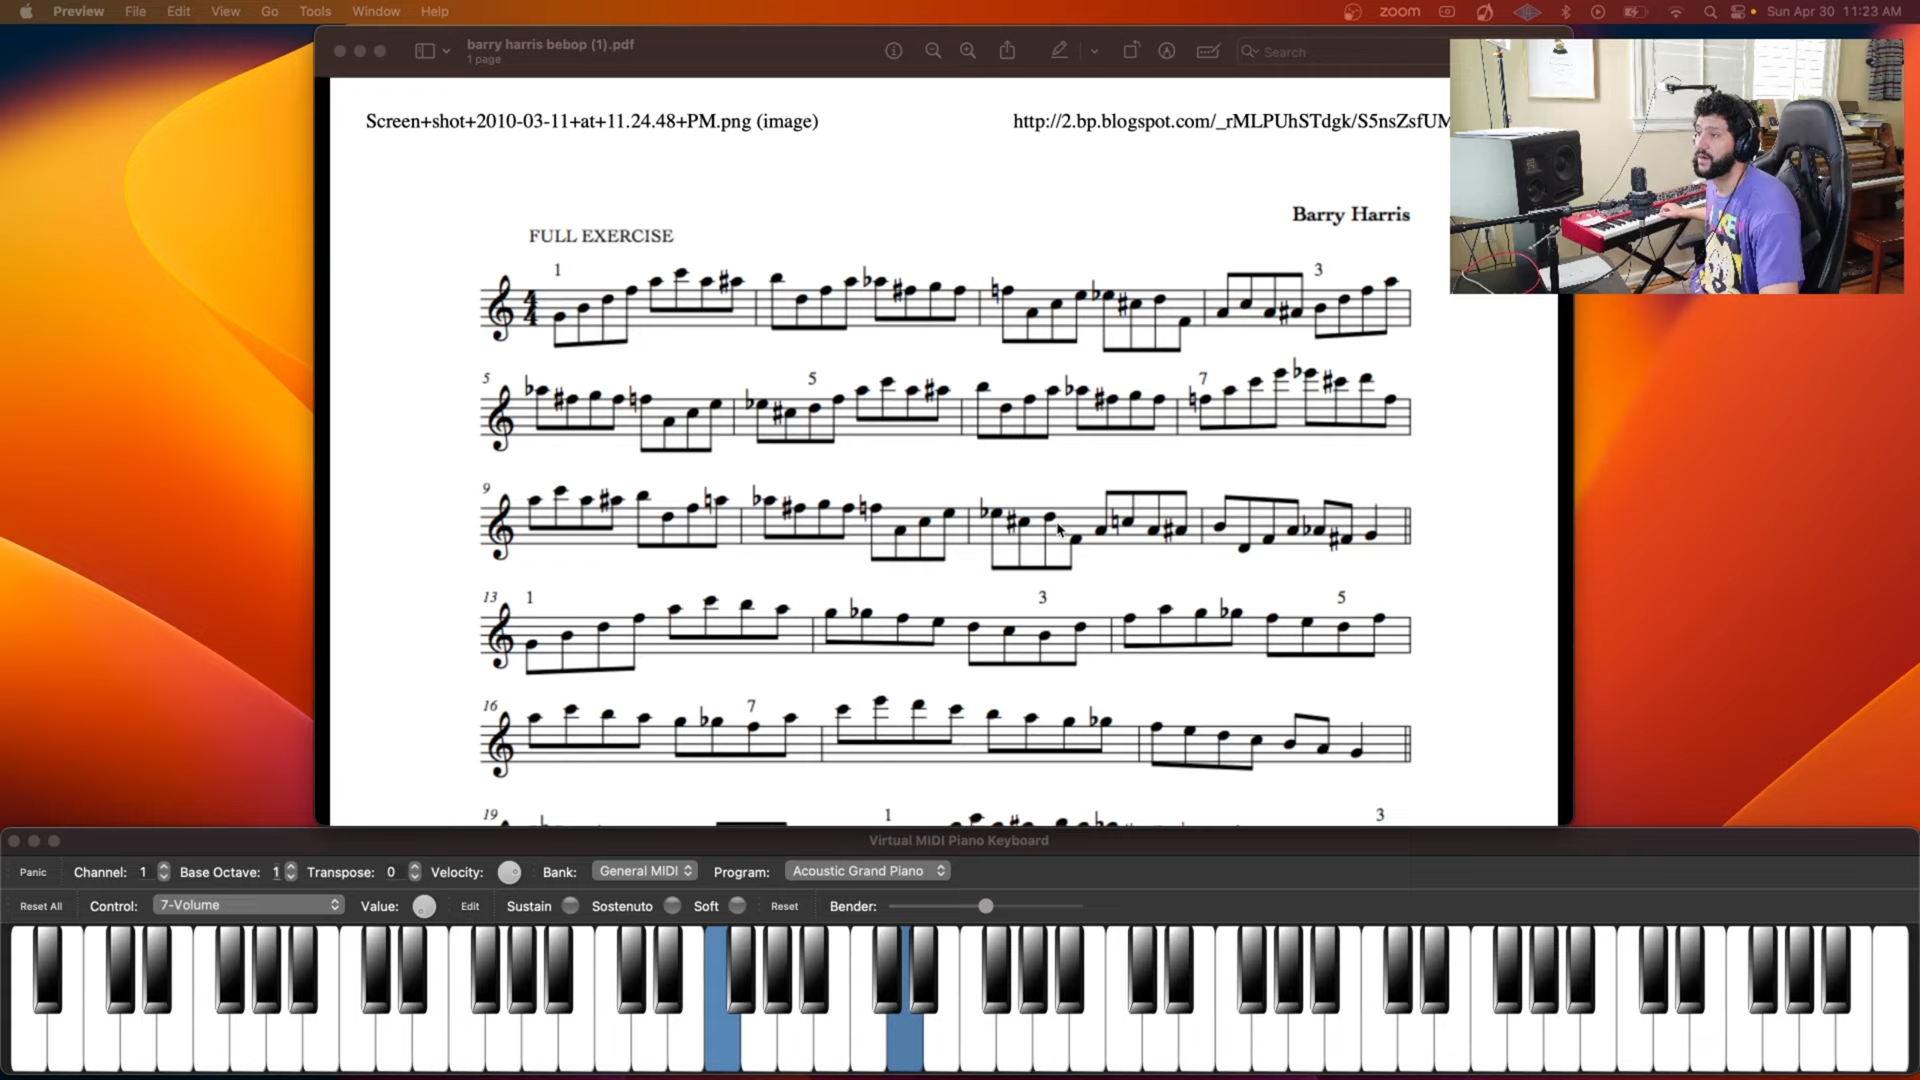 Preview File Edit View Go Tools Window Help zoom Sun Apr 30 11:23 AM
barry harris bebop (1).pdf
1 page
Search
Screen+shot+2010-03-11+at+11.24.48+PM.png (image) http://2.bp.blogspot.com/_rMLPUhSTdgk/S5nsZsfUM
Barry Harris
FULL EXERCISE
1 3
4
4
5 5 7
9
13 1 3 5
16 7
19 1 3
Virtual MIDI Piano Keyboard
Panic Channel: 1 Base Octave: 1 Transpose: 0 Velocity: Bank: General MIDI Program: Acoustic Grand Piano
Reset All Control: 7-Volume Value: Edit Sustain Sostenuto Soft Reset Bender: